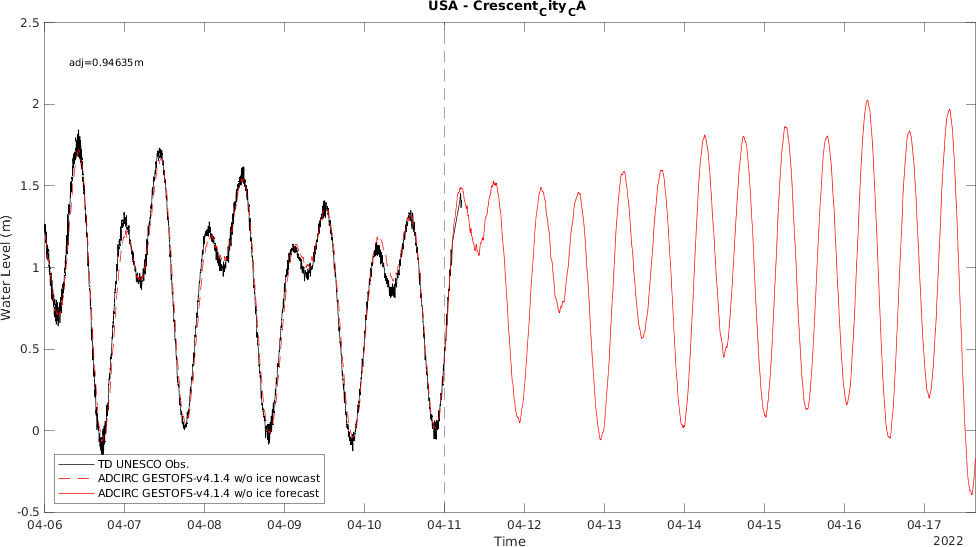 USA - CrescentCityCA
2.5
adj=0.94635m
2
1.5
1
0.5
0
-0.5
Water Level (m)
TD UNESCO Obs.
ADCIRC GESTOFS-v4.1.4 w/o ice nowcast
ADCIRC GESTOFS-v4.1.4 w/o ice forecast
04-06 04-07 04-08 04-09 04-10 04-11 04-12 04-13 04-14 04-15 04-16 04-17
Time
2022